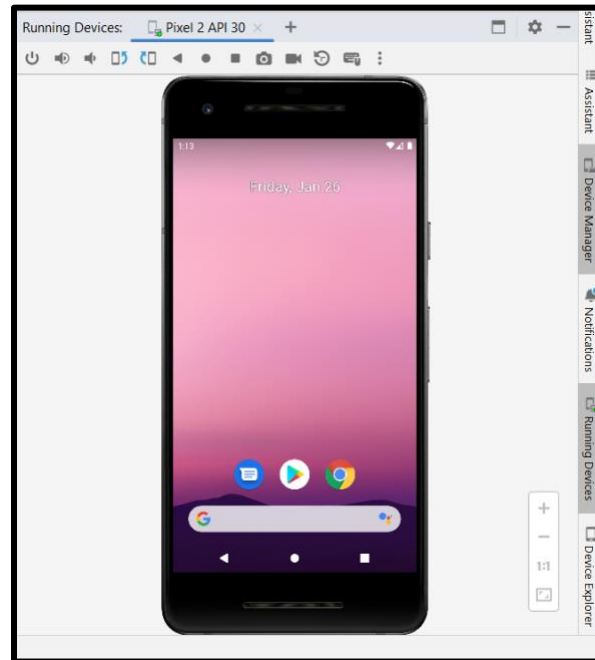 Running Devices: Pixel 2 API 30
1:13
Friday, Jan 26
G
1:1
Assistant
Device Manager
Notifications
Running Devices
Device Explorer